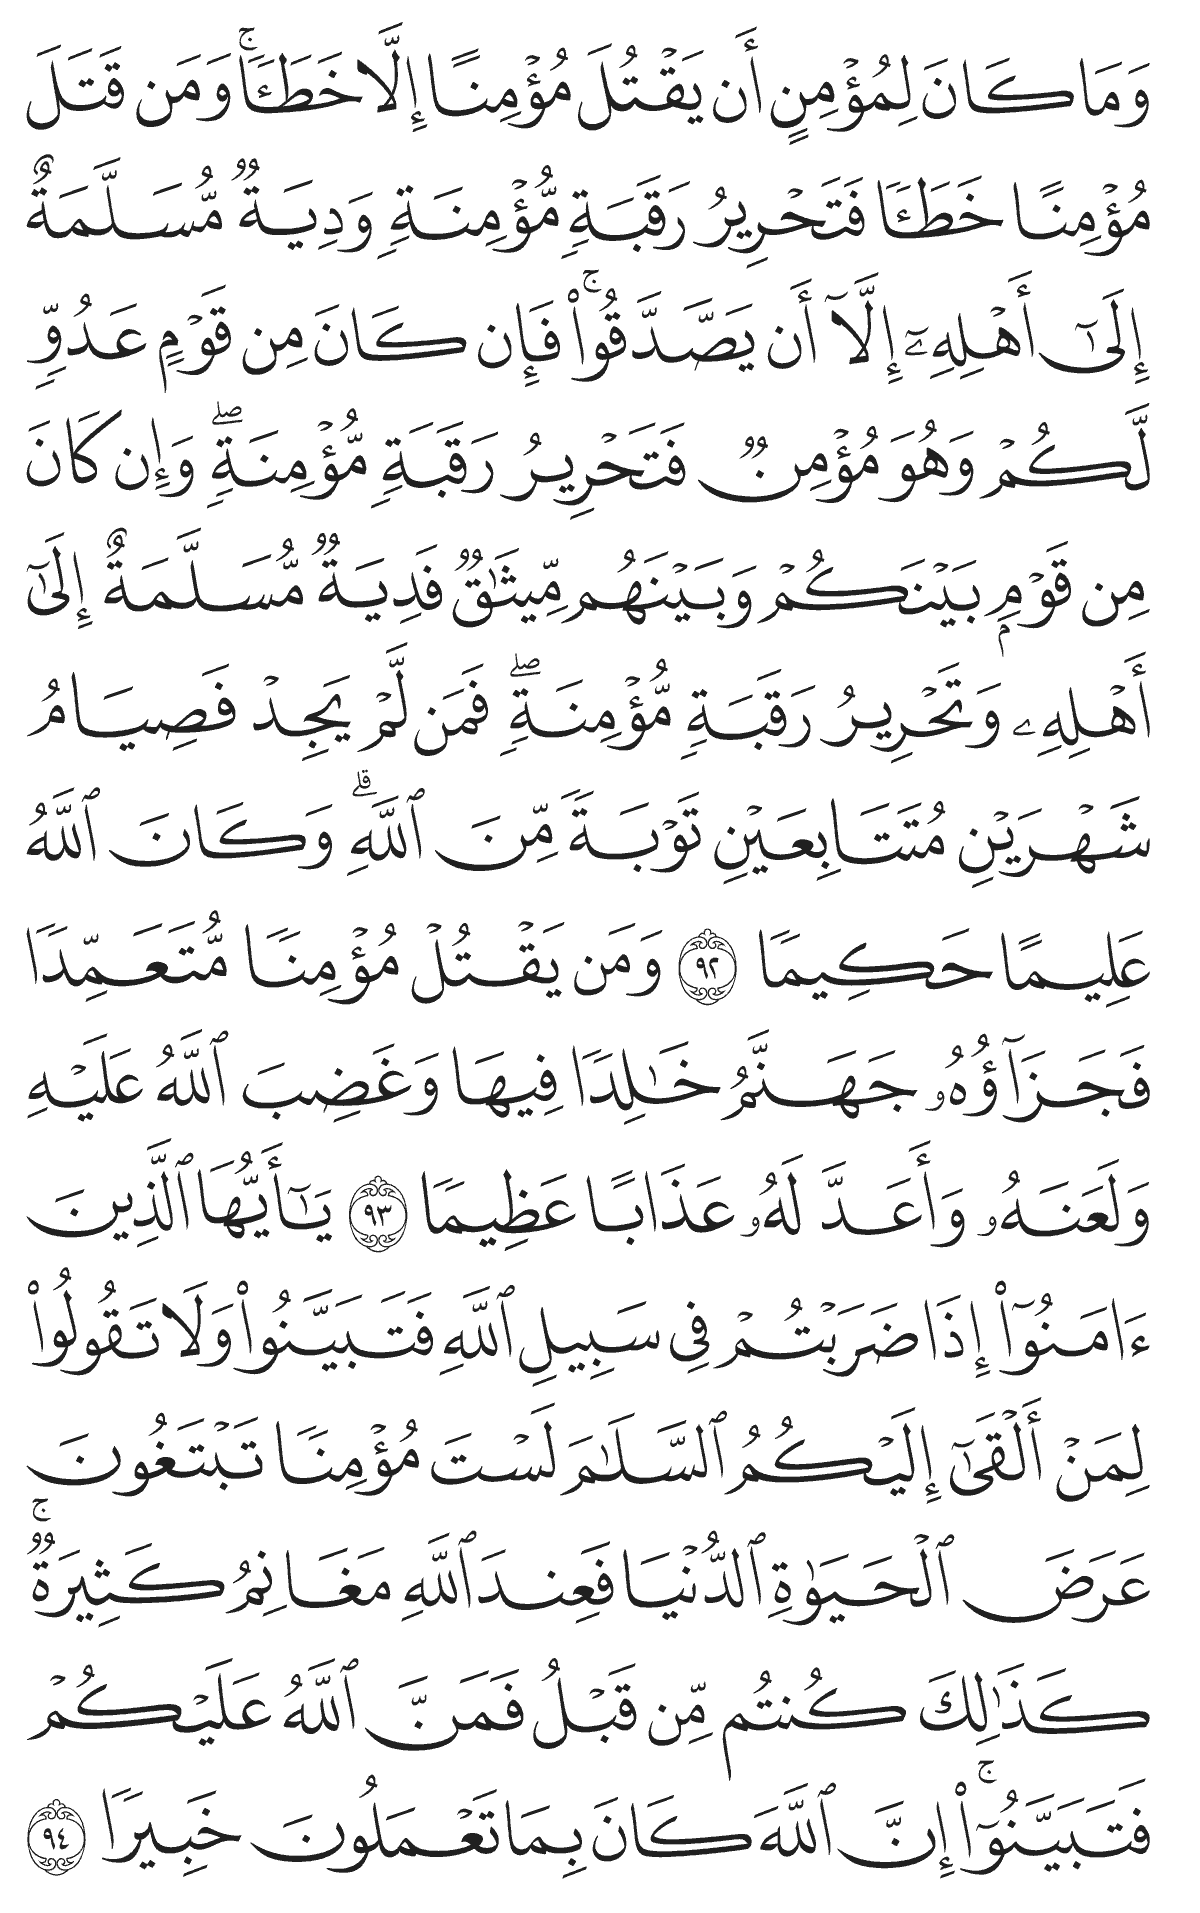 وَمَا كَانَ لِمُؤْمِنٍ أَن يَقْتُلَ مُؤْمِنًا إِلَّا خَطَـًٔا ۚ وَمَن قَتَلَ
مُؤْمِنًا خَطَـًٔا فَتَحْرِيرُ رَقَبَةٍ مُّؤْمِنَةٍ وَدِيَةٌ مُّسَلَّمَةٌ
إِلَىٰٓ أَهْلِهِۦٓ إِلَّآ أَن يَصَّدَّقُوا۟ ۚ فَإِن كَانَ مِن قَوْمٍ عَدُوٍّ
لَّكُمْ وَهُوَ مُؤْمِنٌ فَتَحْرِيرُ رَقَبَةٍ مُّؤْمِنَةٍ ۖ وَإِن كَانَ
مِن قَوْمٍۭ بَيْنَكُمْ وَبَيْنَهُم مِّيثَـٰقٌ فَدِيَةٌ مُّسَلَّمَةٌ إِلَىٰٓ
أَهْلِهِۦ وَتَحْرِيرُ رَقَبَةٍ مُّؤْمِنَةٍ ۖ فَمَن لَّمْ يَجِدْ فَصِيَامُ
شَهْرَيْنِ مُتَتَابِعَيْنِ تَوْبَةً مِّنَ ٱللَّهِ ۗ وَكَانَ ٱللَّهُ
عَلِيمًا حَكِيمًا ٩٢ وَمَن يَقْتُلْ مُؤْمِنًا مُّتَعَمِّدًا
فَجَزَآؤُهُۥ جَهَنَّمُ خَـٰلِدًا فِيهَا وَغَضِبَ ٱللَّهُ عَلَيْهِ
وَلَعَنَهُۥ وَأَعَدَّ لَهُۥ عَذَابًا عَظِيمًا ٩٣ يَـٰٓأَيُّهَا ٱلَّذِينَ
ءَامَنُوٓا۟ إِذَا ضَرَبْتُمْ فِى سَبِيلِ ٱللَّهِ فَتَبَيَّنُوا۟ وَلَا تَقُولُوا۟
لِمَنْ أَلْقَىٰٓ إِلَيْكُمُ ٱلسَّلَـٰمَ لَسْتَ مُؤْمِنًا تَبْتَغُونَ
عَرَضَ ٱلْحَيَوٰةِ ٱلدُّنْيَا فَعِندَ ٱللَّهِ مَغَانِمُ كَثِيرَةٌ ۚ
كَذَٰلِكَ كُنتُم مِّن قَبْلُ فَمَنَّ ٱللَّهُ عَلَيْكُمْ
فَتَبَيَّنُوٓا۟ ۚ إِنَّ ٱللَّهَ كَانَ بِمَا تَعْمَلُونَ خَبِيرًا ٩٤